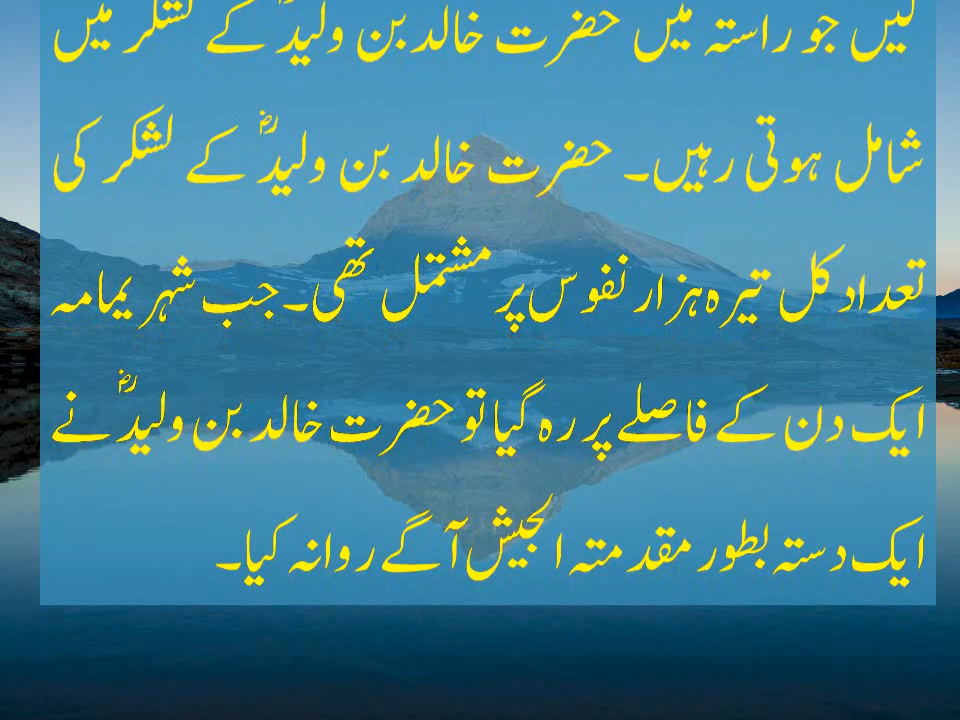 جو راستہ میں حضرت خالد بن ولیدؓ کے لشکر میں
شامل ہوتی رہیں۔ حضرت خالد بن ولیدؓ کے لشکر کی
تعداد کل تیرہ ہزار نفوس پر مشتمل تھی۔ جب شہر یمامہ
ایک دن کے فاصلے پر رہ گیا تو حضرت خالد بن ولیدؓ نے
ایک دستہ بطور مقدمتہ الجیش آگے روانہ کیا۔